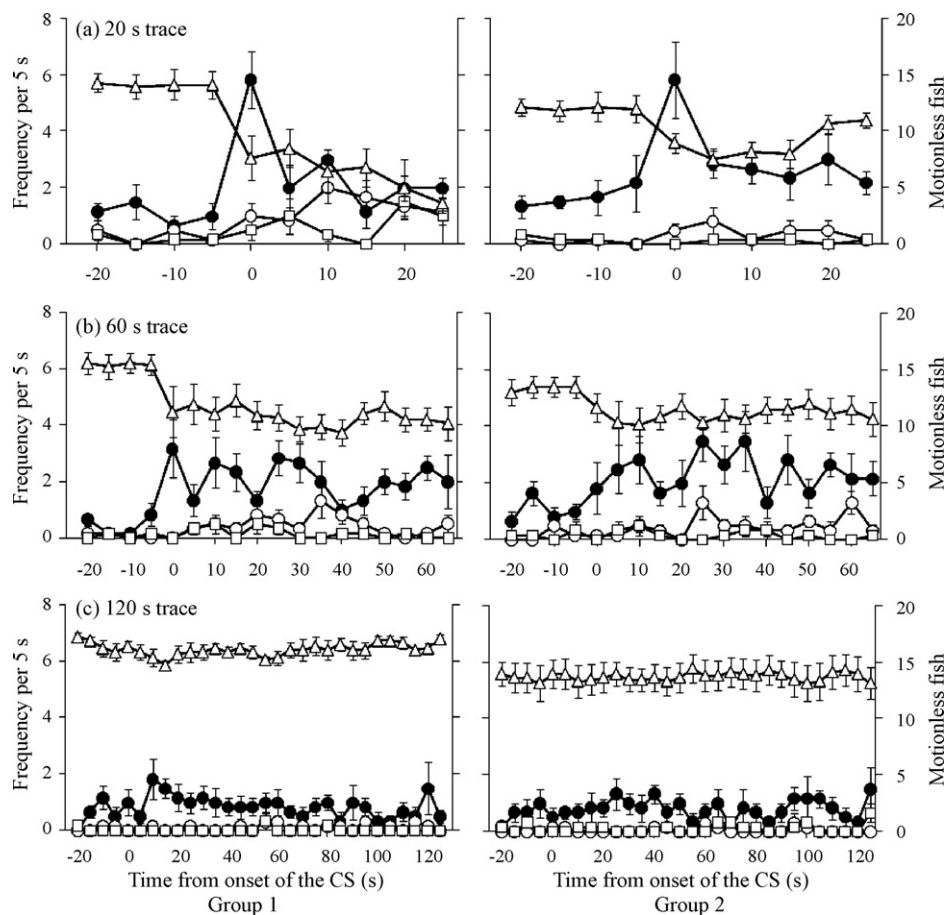 (a) 20 s trace
Frequency per 5 s
8
6
4
2
0
-20 -10 0 10 20
20
15
10
5
0
Motionless fish
-20 -10 0 10 20
(b) 60 s trace
Frequency per 5 s
8
6
4
2
0
-20 -10 0 10 20 30 40 50 60
20
15
10
5
0
Motionless fish
-20 -10 0 10 20 30 40 50 60
(c) 120 s trace
Frequency per 5 s
8
6
4
2
0
-20 0 20 40 60 80 100 120
20
15
10
5
0
Motionless fish
-20 0 20 40 60 80 100 120
Time from onset of the CS (s)
Group 1
Time from onset of the CS (s)
Group 2